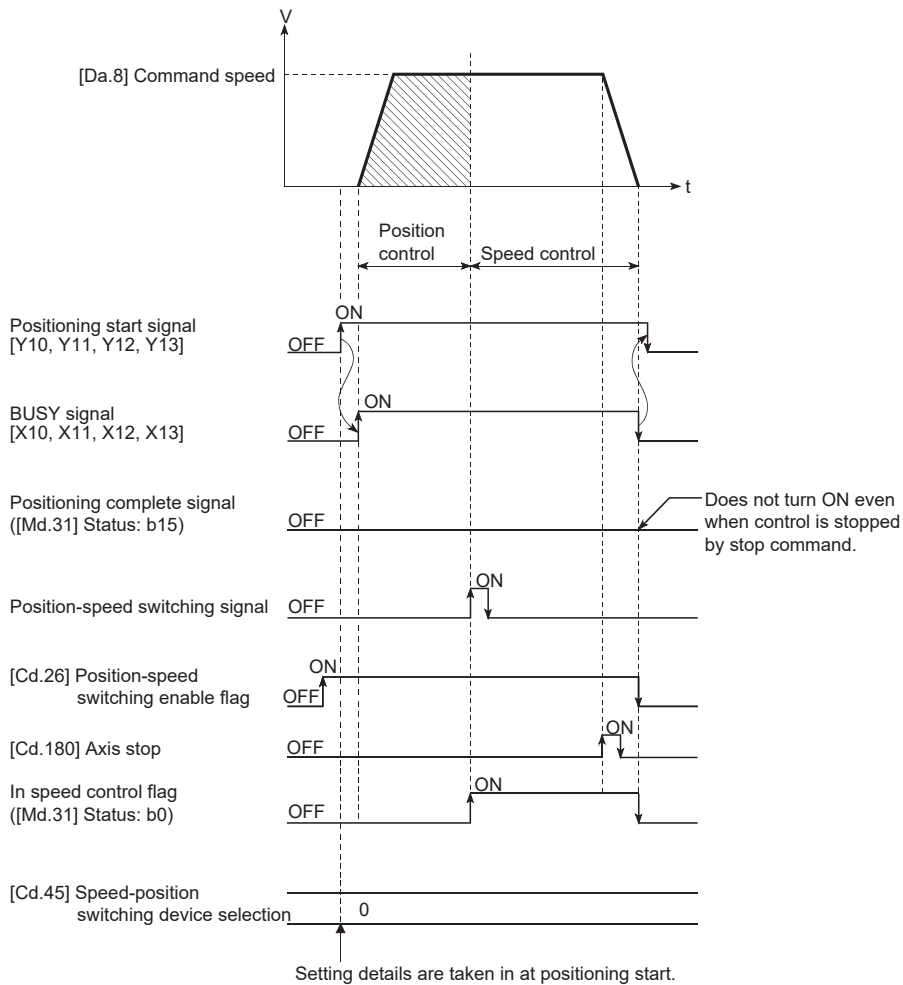 V
[Da.8] Command speed
t
Position
control
Speed control
Positioning start signal
[Y10, Y11, Y12, Y13]
OFF
ON
BUSY signal
[X10, X11, X12, X13]
OFF
ON
Positioning complete signal
([Md.31] Status: b15)
OFF
Does not turn ON even
when control is stopped
by stop command.
Position-speed switching signal
OFF
ON
[Cd.26] Position-speed
switching enable flag
OFF
ON
[Cd.180] Axis stop
OFF
ON
In speed control flag
([Md.31] Status: b0)
OFF
ON
[Cd.45] Speed-position
switching device selection
0
Setting details are taken in at positioning start.